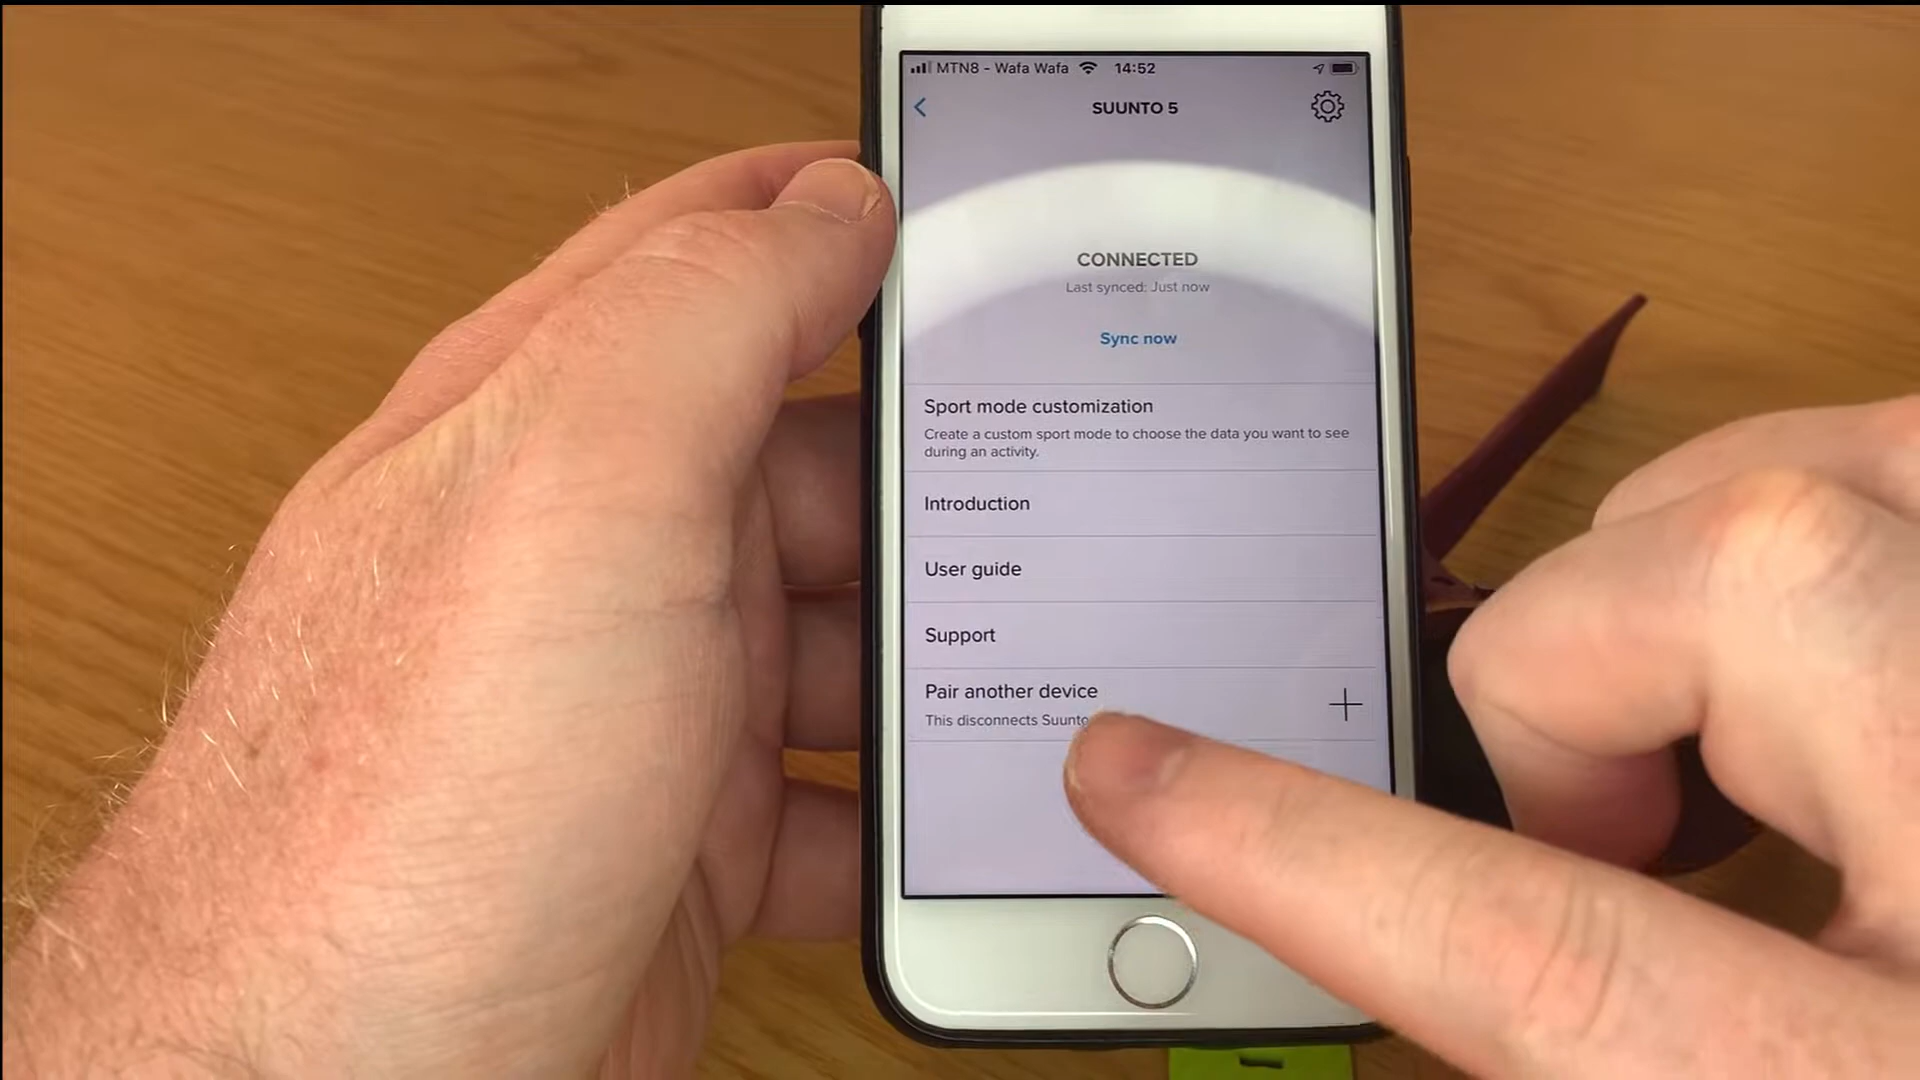 MTN8 - Wafa Wafa 14:52
SUUNTO 5
CONNECTED
Last synced: Just now
Sync now
Sport mode customization
Create a custom sport mode to choose the data you want to see
during an activity.
Introduction
User guide
Support
Pair another device
This disconnects Suunto